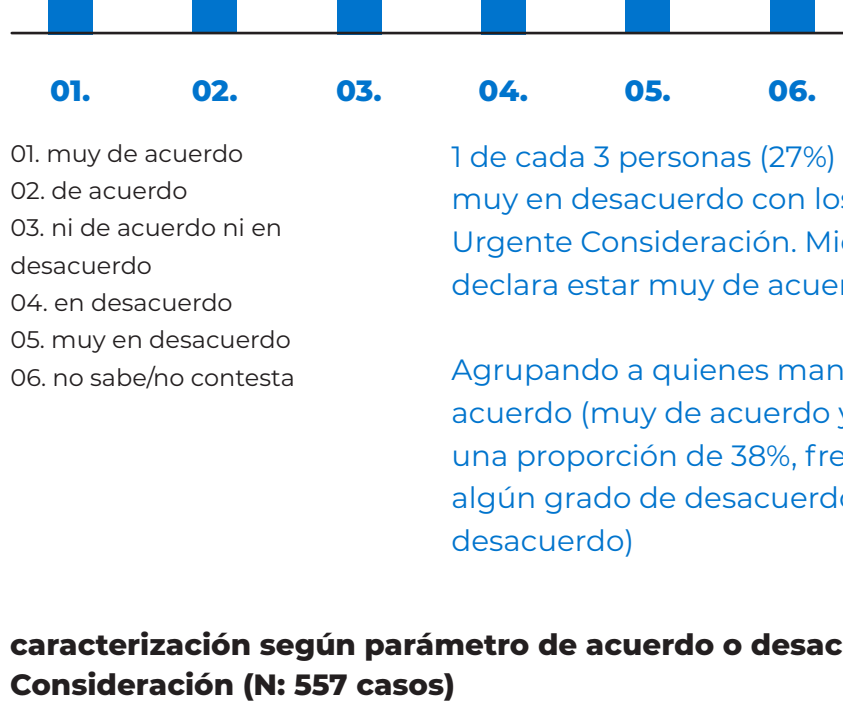 01. 02. 03. 04. 05. 06.
01. muy de acuerdo
02. de acuerdo
03. ni de acuerdo ni en
desacuerdo
04. en desacuerdo
05. muy en desacuerdo
06. no sabe/no contesta
1 de cada 3 personas (27%)
muy en desacuerdo con los
Urgente Consideración.
declara estar muy de
Agrupando a quienes
acuerdo (muy de acuerdo y
una proporción de 38%,
algún grado de desacuerdo
desacuerdo)
caracterización según parámetro de acuerdo o
Consideración (N: 557 casos)